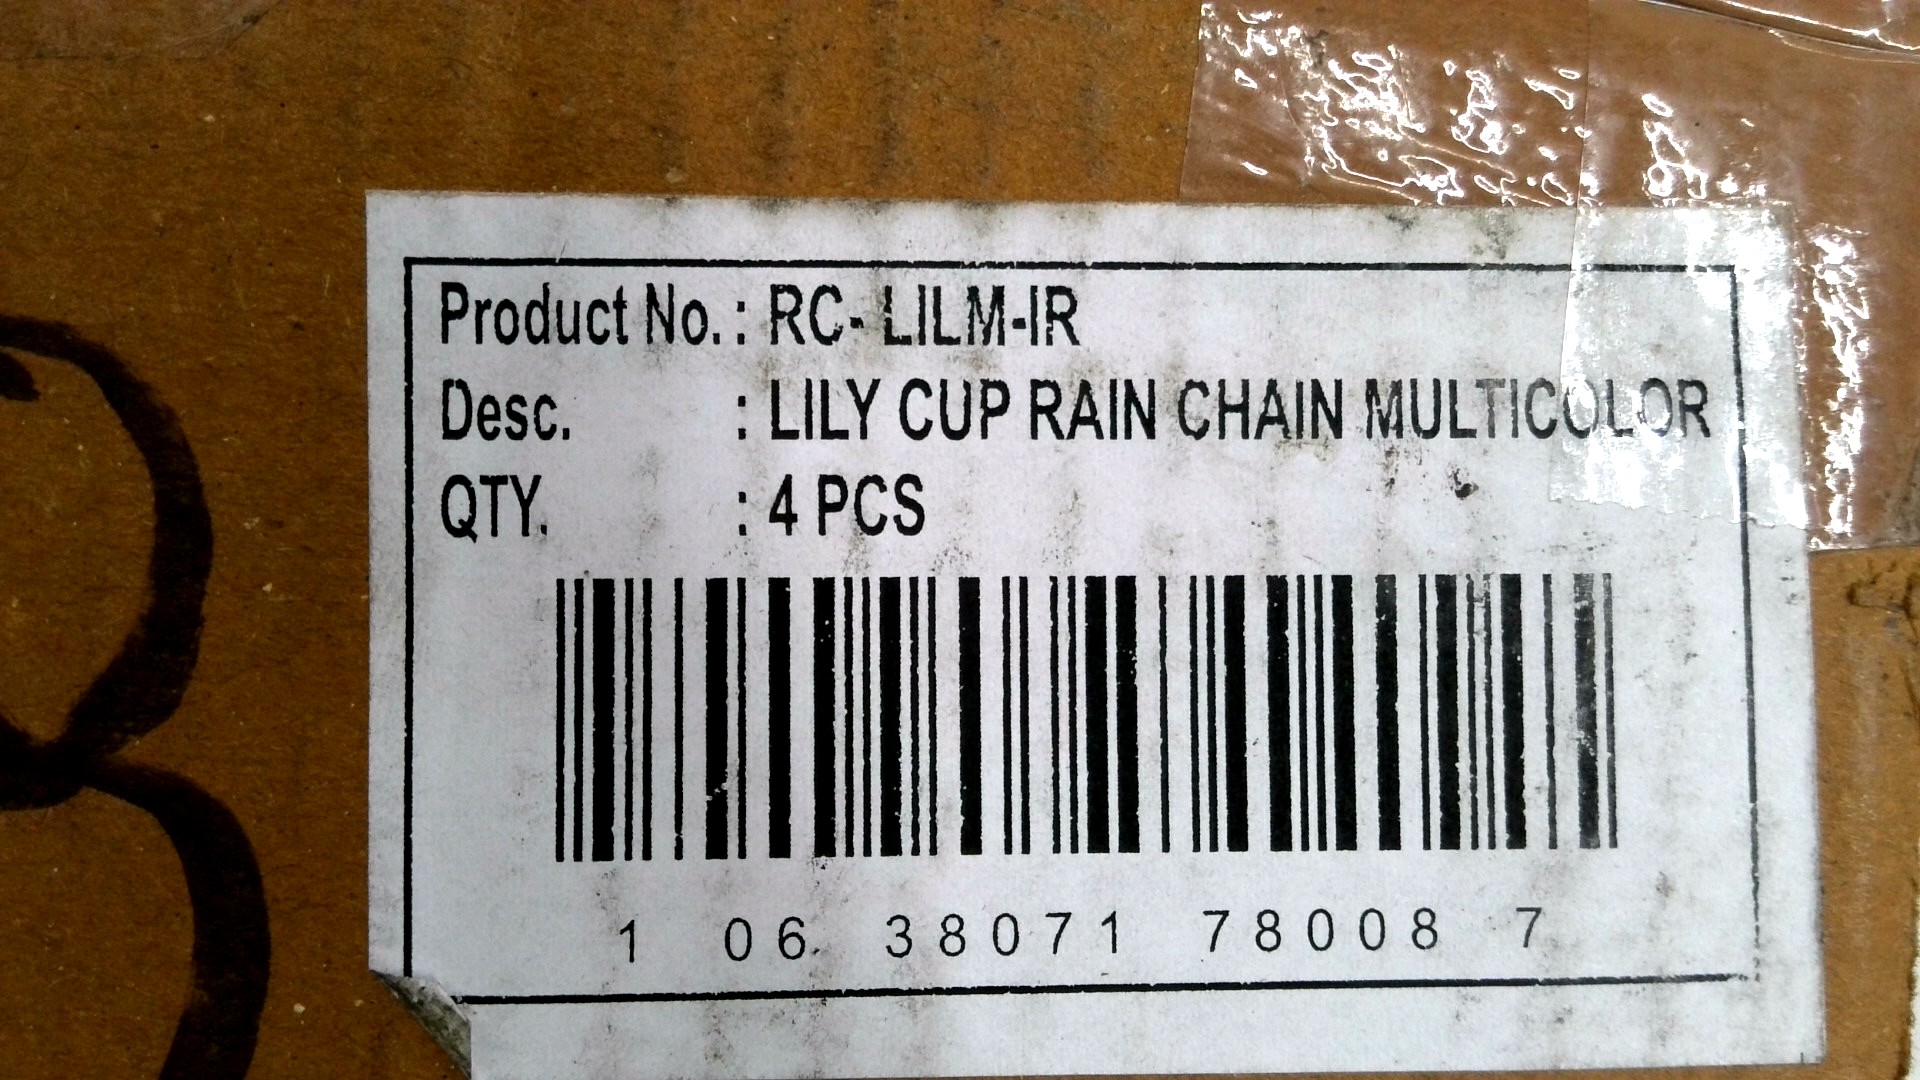 Product No. : RC- LILM-IR
Desc. : LILY CUP RAIN CHAIN MULTICOLOR
QTY. : 4 PCS
1 06 38071 78008 7